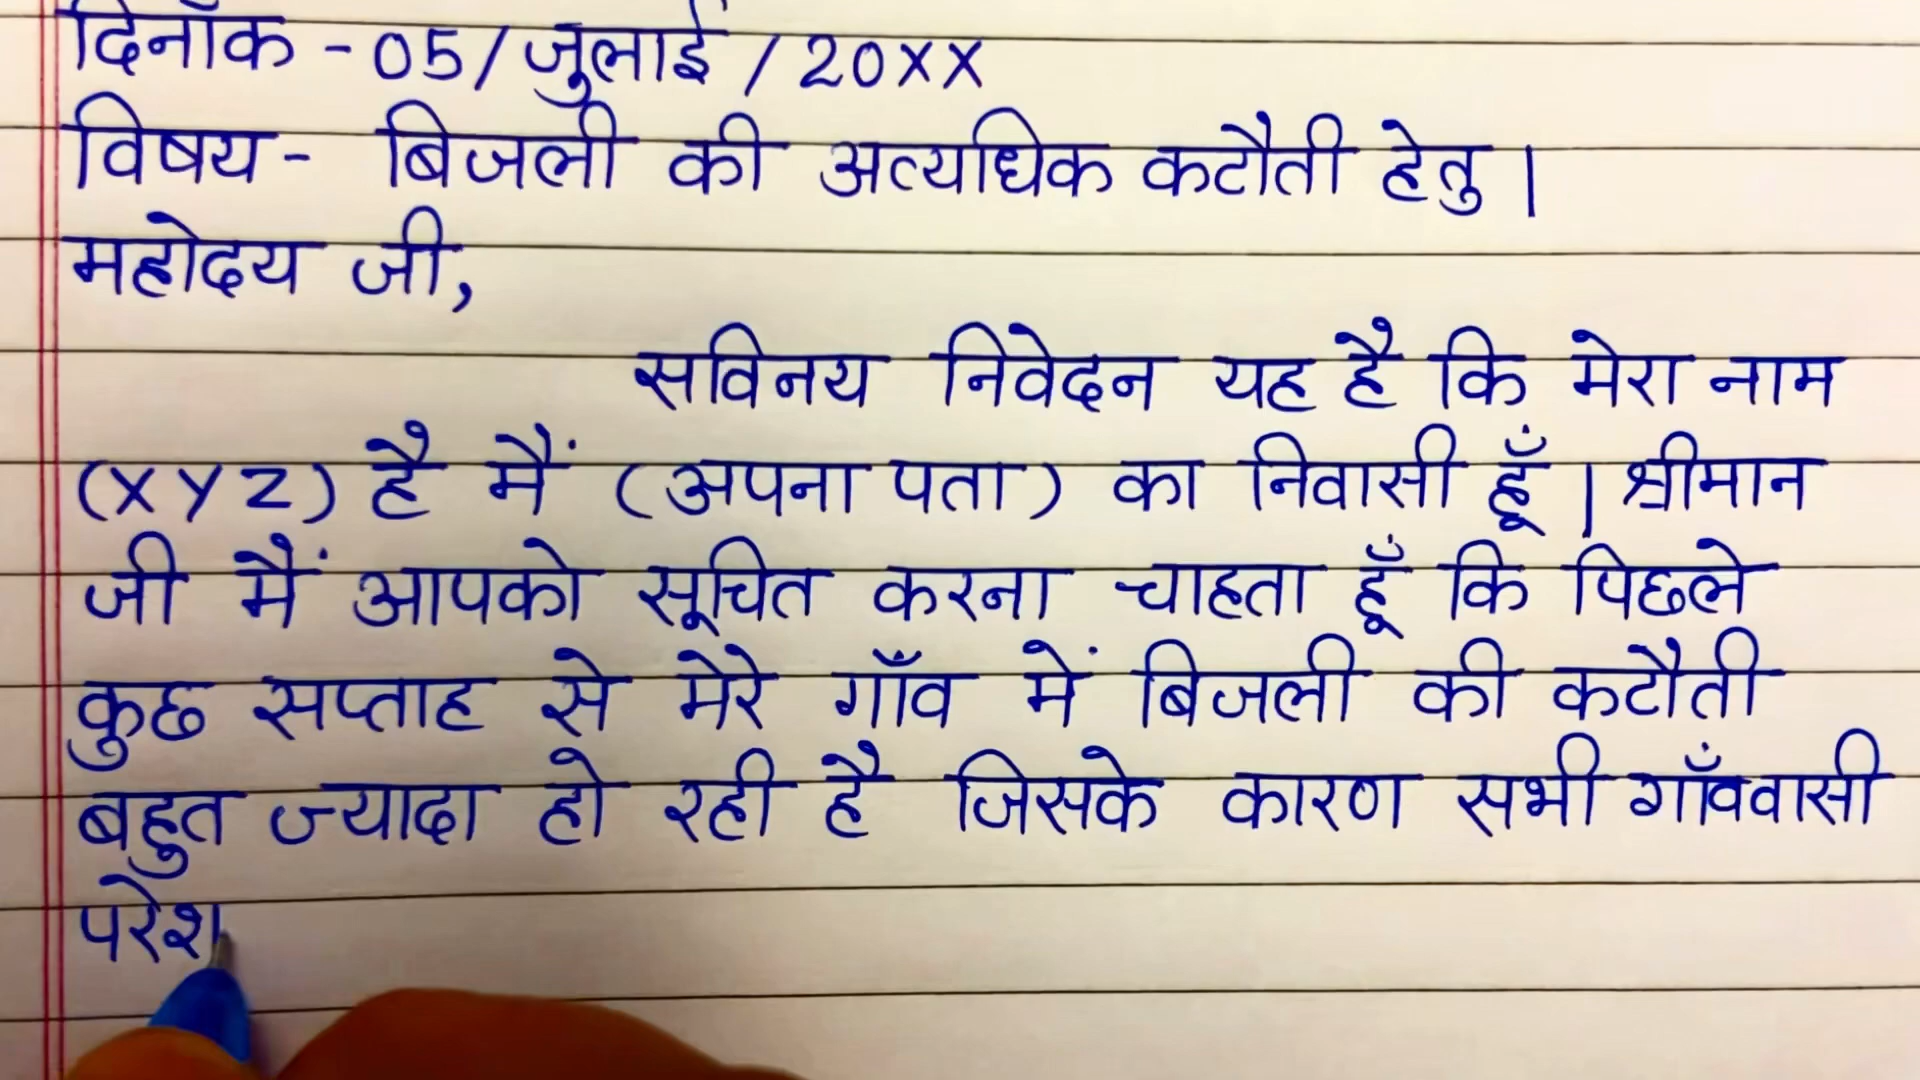 दिनाँक - 05/जुलाई / 20XX
विषय - बिजली की अत्यधिक कटौती हेतु।
महोदय जी,
सविनय निवेदन यह है कि मेरा नाम
(XYZ) है मैं (अपना पता) का निवासी हूँ। श्रीमान
जी मैं आपको सूचित करना चाहता हूँ कि पिछले
कुछ सप्ताह से मेरे गाँव में बिजली की कटौती
बहुत ज्यादा हो रही है जिसके कारण सभी गाँववासी
परेश